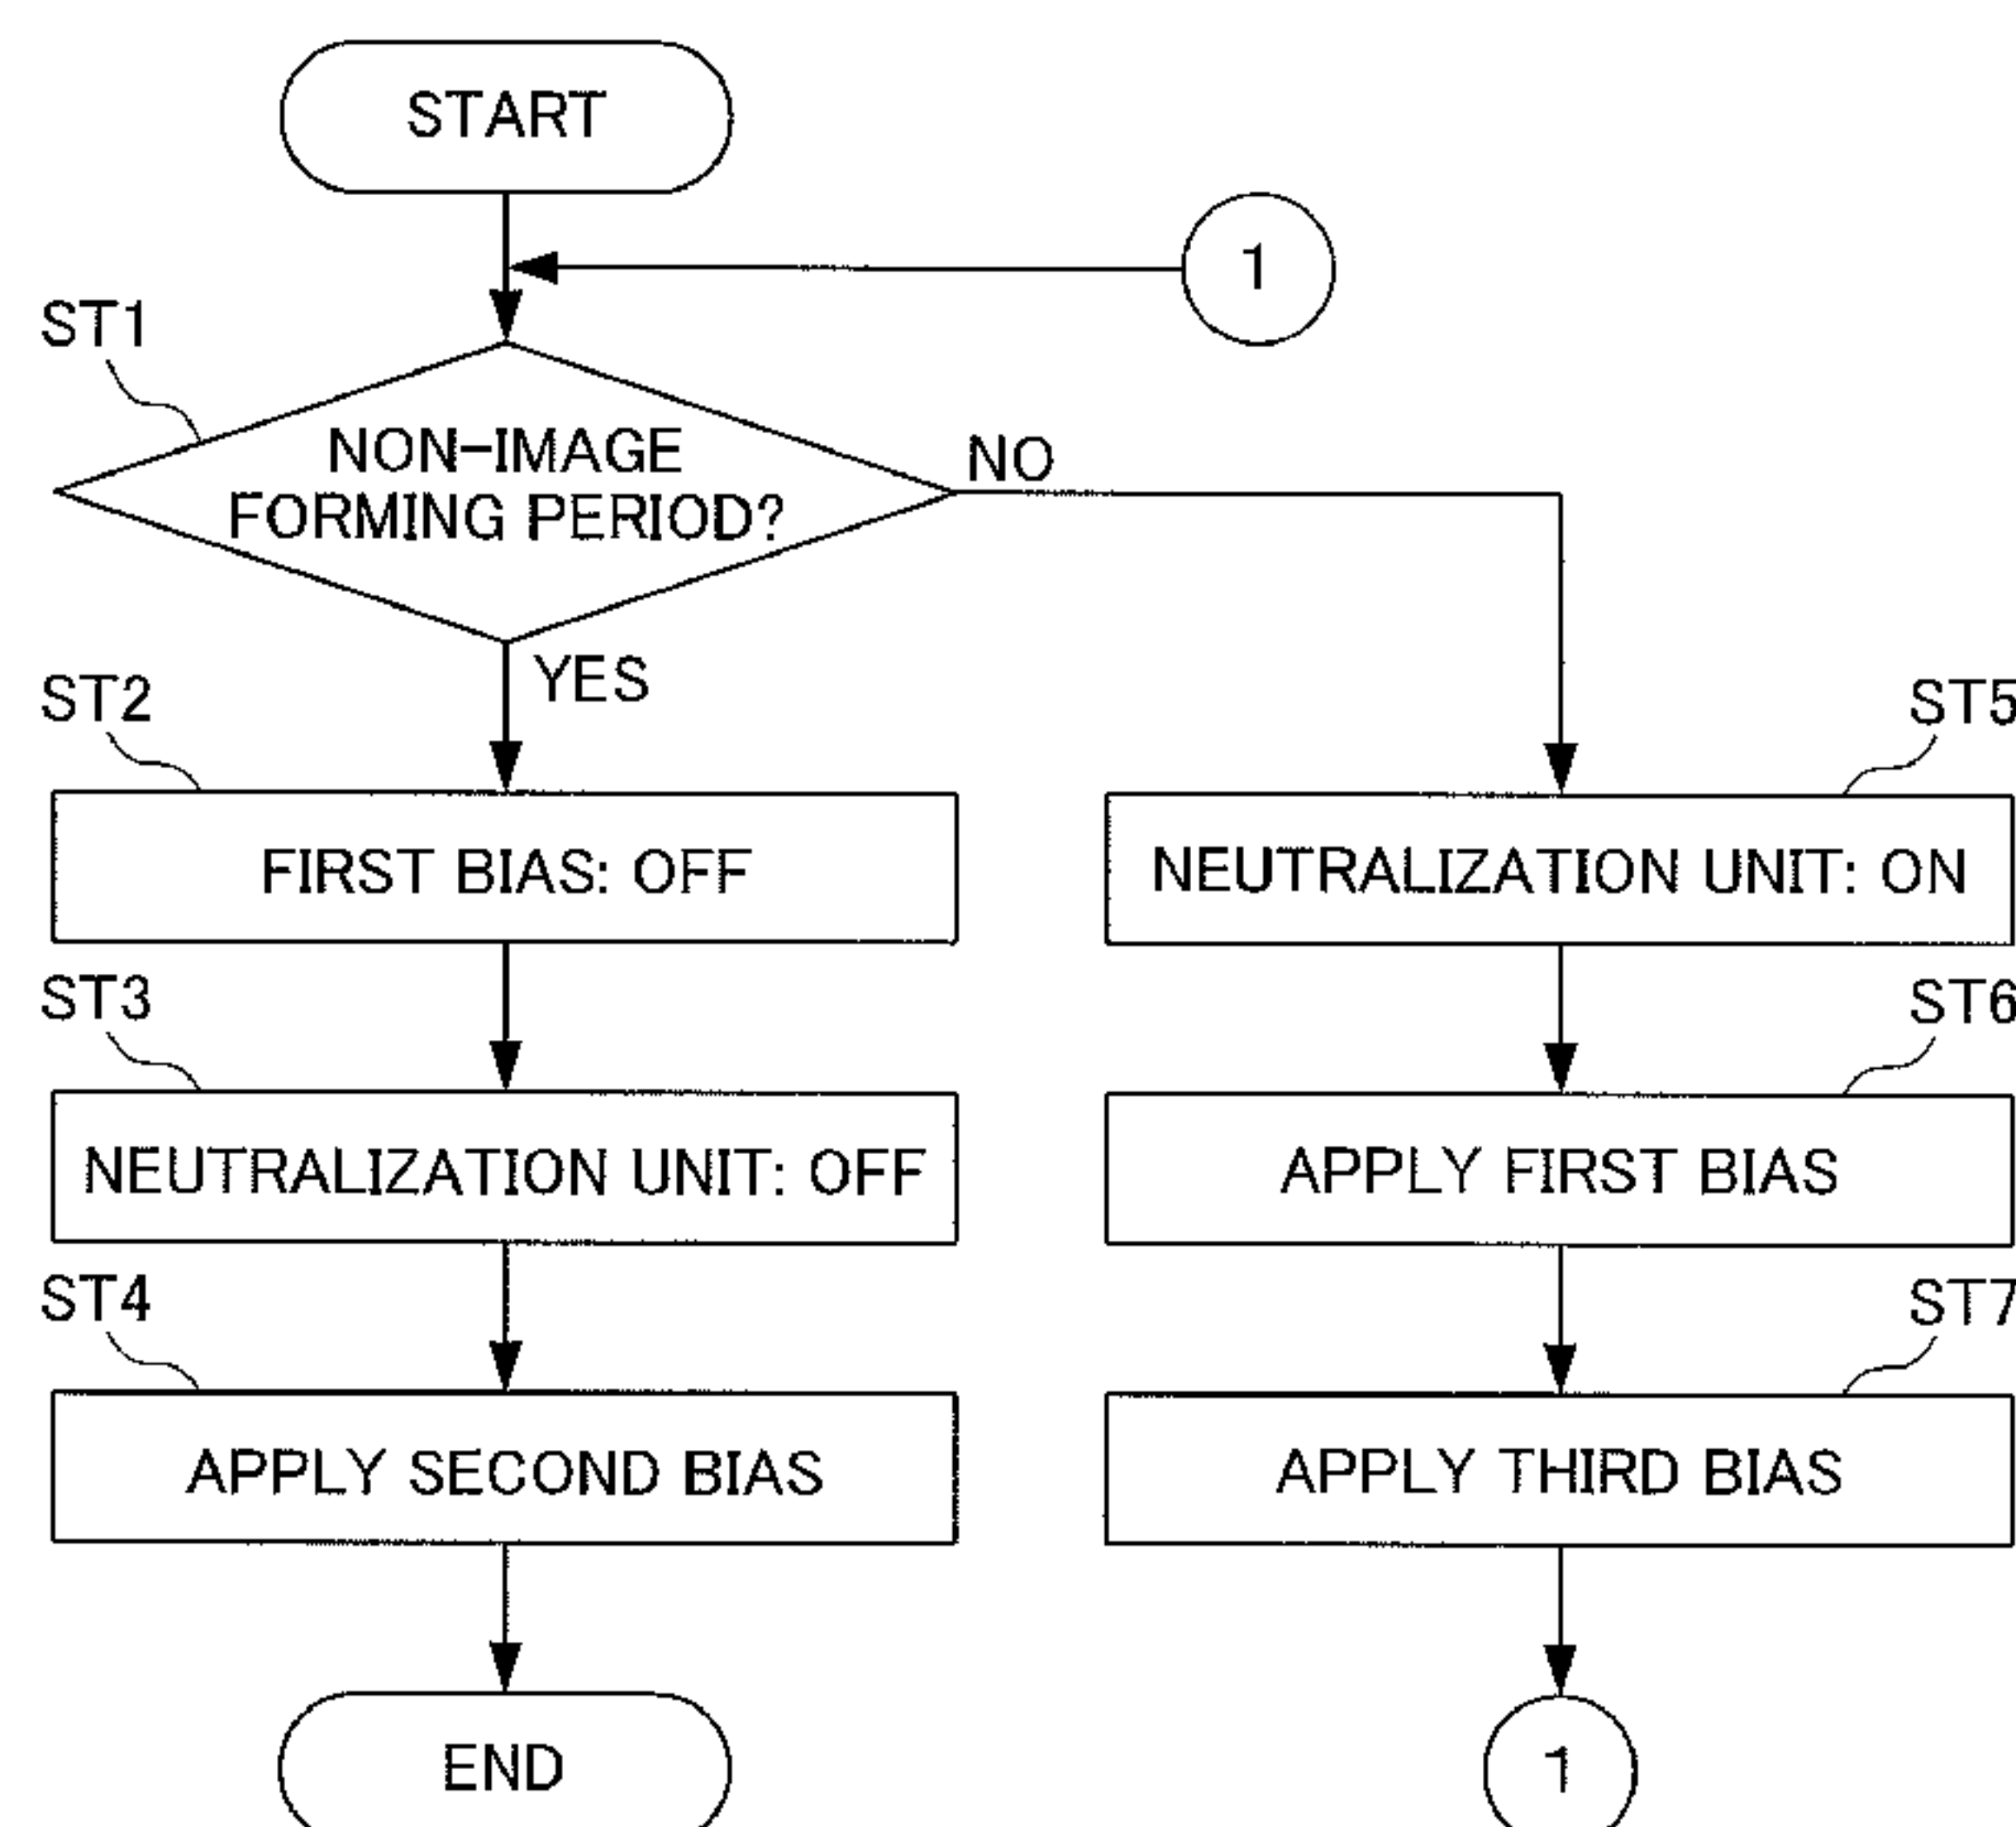 START
1
ST1
NON-IMAGE
FORMING PERIOD?
NO
YES
ST2
FIRST BIAS: OFF
ST3
NEUTRALIZATION UNIT: OFF
ST4
APPLY SECOND BIAS
END
ST5
NEUTRALIZATION UNIT: ON
ST6
APPLY FIRST BIAS
ST7
APPLY THIRD BIAS
1